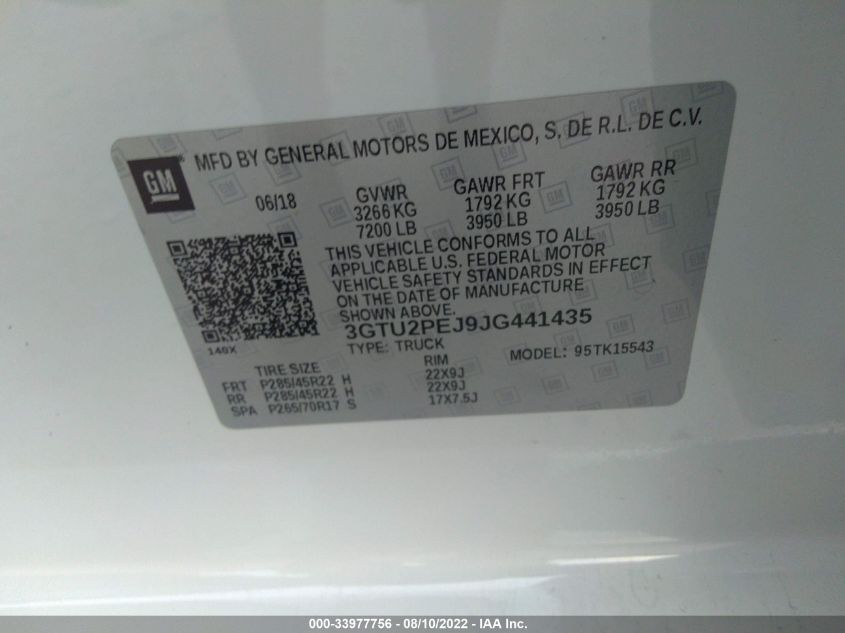 GM
MFD BY GENERAL MOTORS DE MEXICO, S. DE R.L. DE C.V.
06/18 GVWR GAWR FRT GAWR RR
3266 KG 1792 KG 1792 KG
7200 LB 3950 LB 3950 LB
THIS VEHICLE CONFORMS TO ALL
APPLICABLE U.S. FEDERAL MOTOR
VEHICLE SAFETY STANDARDS IN EFFECT
ON THE DATE OF MANUFACTURE
SHOWN ABOVE.
3GTU2PEJ9JG441435
140X
TYPE: TRUCK MODEL: 95TK15543
TIRE SIZE RIM
FRT P285/45R22 H 22X9J
RR P285/45R22 H 22X9J
SPA P265/70R17 S 17X7.5J
000-33977756 - 08/10/2022 - IAA Inc.